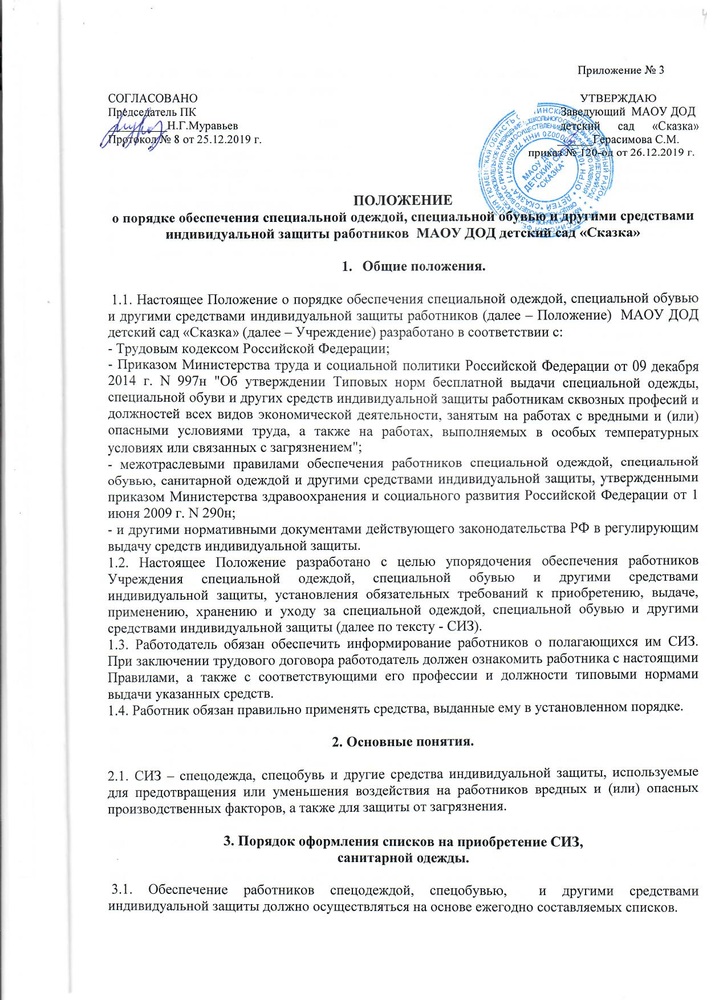 Приложение № 3
СОГЛАСОВАНО
Председатель ПК
Н.Г.Муравьев
Протокол № 8 от 25.12.2019 г.
УТВЕРЖДАЮ
Заведующий МАОУ ДОД
детский сад «Сказка»
Герасимова С.М.
приказ № 120-од от 26.12.2019 г.
МАОУ ДОД
ДЕТСКИЙ САД
"СКАЗКА"
ПОЛОЖЕНИЕ
о порядке обеспечения специальной одеждой, специальной обувью и другими средствами
индивидуальной защиты работников МАОУ ДОД детский сад «Сказка»
1. Общие положения.
1.1. Настоящее Положение о порядке обеспечения специальной одеждой, специальной обувью
и другими средствами индивидуальной защиты работников (далее – Положение) МАОУ ДОД
детский сад «Сказка» (далее – Учреждение) разработано в соответствии с:
- Трудовым кодексом Российской Федерации;
- Приказом Министерства труда и социальной политики Российской Федерации от 09 декабря
2014 г. N 997н "Об утверждении Типовых норм бесплатной выдачи специальной одежды,
специальной обуви и других средств индивидуальной защиты работникам сквозных професий и
должностей всех видов экономической деятельности, занятым на работах с вредными и (или)
опасными условиями труда, а также на работах, выполняемых в особых температурных
условиях или связанных с загрязнением";
- межотраслевыми правилами обеспечения работников специальной одеждой, специальной
обувью, санитарной одеждой и другими средствами индивидуальной защиты, утвержденными
приказом Министерства здравоохранения и социального развития Российской Федерации от 1
июня 2009 г. N 290н;
- и другими нормативными документами действующего законодательства РФ в регулирующим
выдачу средств индивидуальной защиты.
1.2. Настоящее Положение разработано с целью упорядочения обеспечения работников
Учреждения специальной одеждой, специальной обувью и другими средствами
индивидуальной защиты, установления обязательных требований к приобретению, выдаче,
применению, хранению и уходу за специальной одеждой, специальной обувью и другими
средствами индивидуальной защиты (далее по тексту - СИЗ).
1.3. Работодатель обязан обеспечить информирование работников о полагающихся им СИЗ.
При заключении трудового договора работодатель должен ознакомить работника с настоящими
Правилами, а также с соответствующими его профессии и должности типовыми нормами
выдачи указанных средств.
1.4. Работник обязан правильно применять средства, выданные ему в установленном порядке.
2. Основные понятия.
2.1. СИЗ – спецодежда, спецобувь и другие средства индивидуальной защиты, используемые
для предотвращения или уменьшения воздействия на работников вредных и (или) опасных
производственных факторов, а также для защиты от загрязнения.
3. Порядок оформления списков на приобретение СИЗ,
санитарной одежды.
3.1. Обеспечение работников спецодеждой, спецобувью, и другими средствами
индивидуальной защиты должно осуществляться на основе ежегодно составляемых списков.